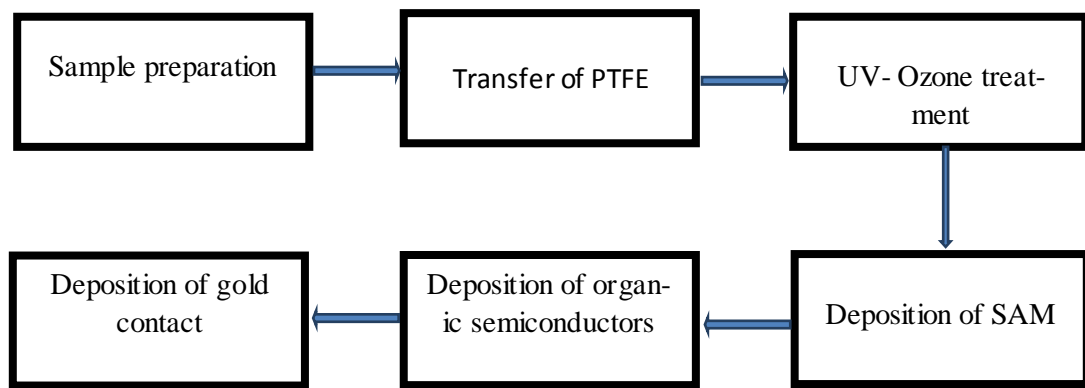 Sample preparation
Transfer of PTFE
UV- Ozone treat-
ment
Deposition of SAM
Deposition of organ-
ic semiconductors
Deposition of gold
contact